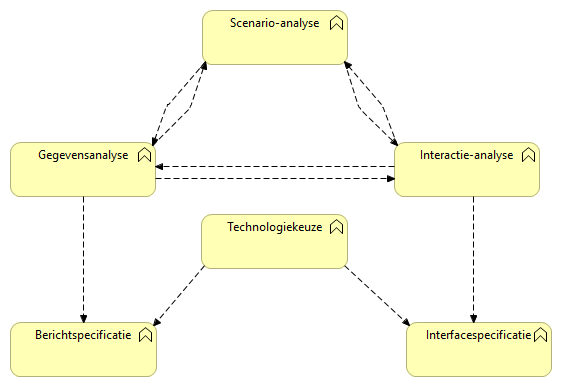 Scenario-analyse
Gegevensanalyse
Interactie-analyse
Technologiekeuze
Berichtspecificatie
Interfacespecificatie